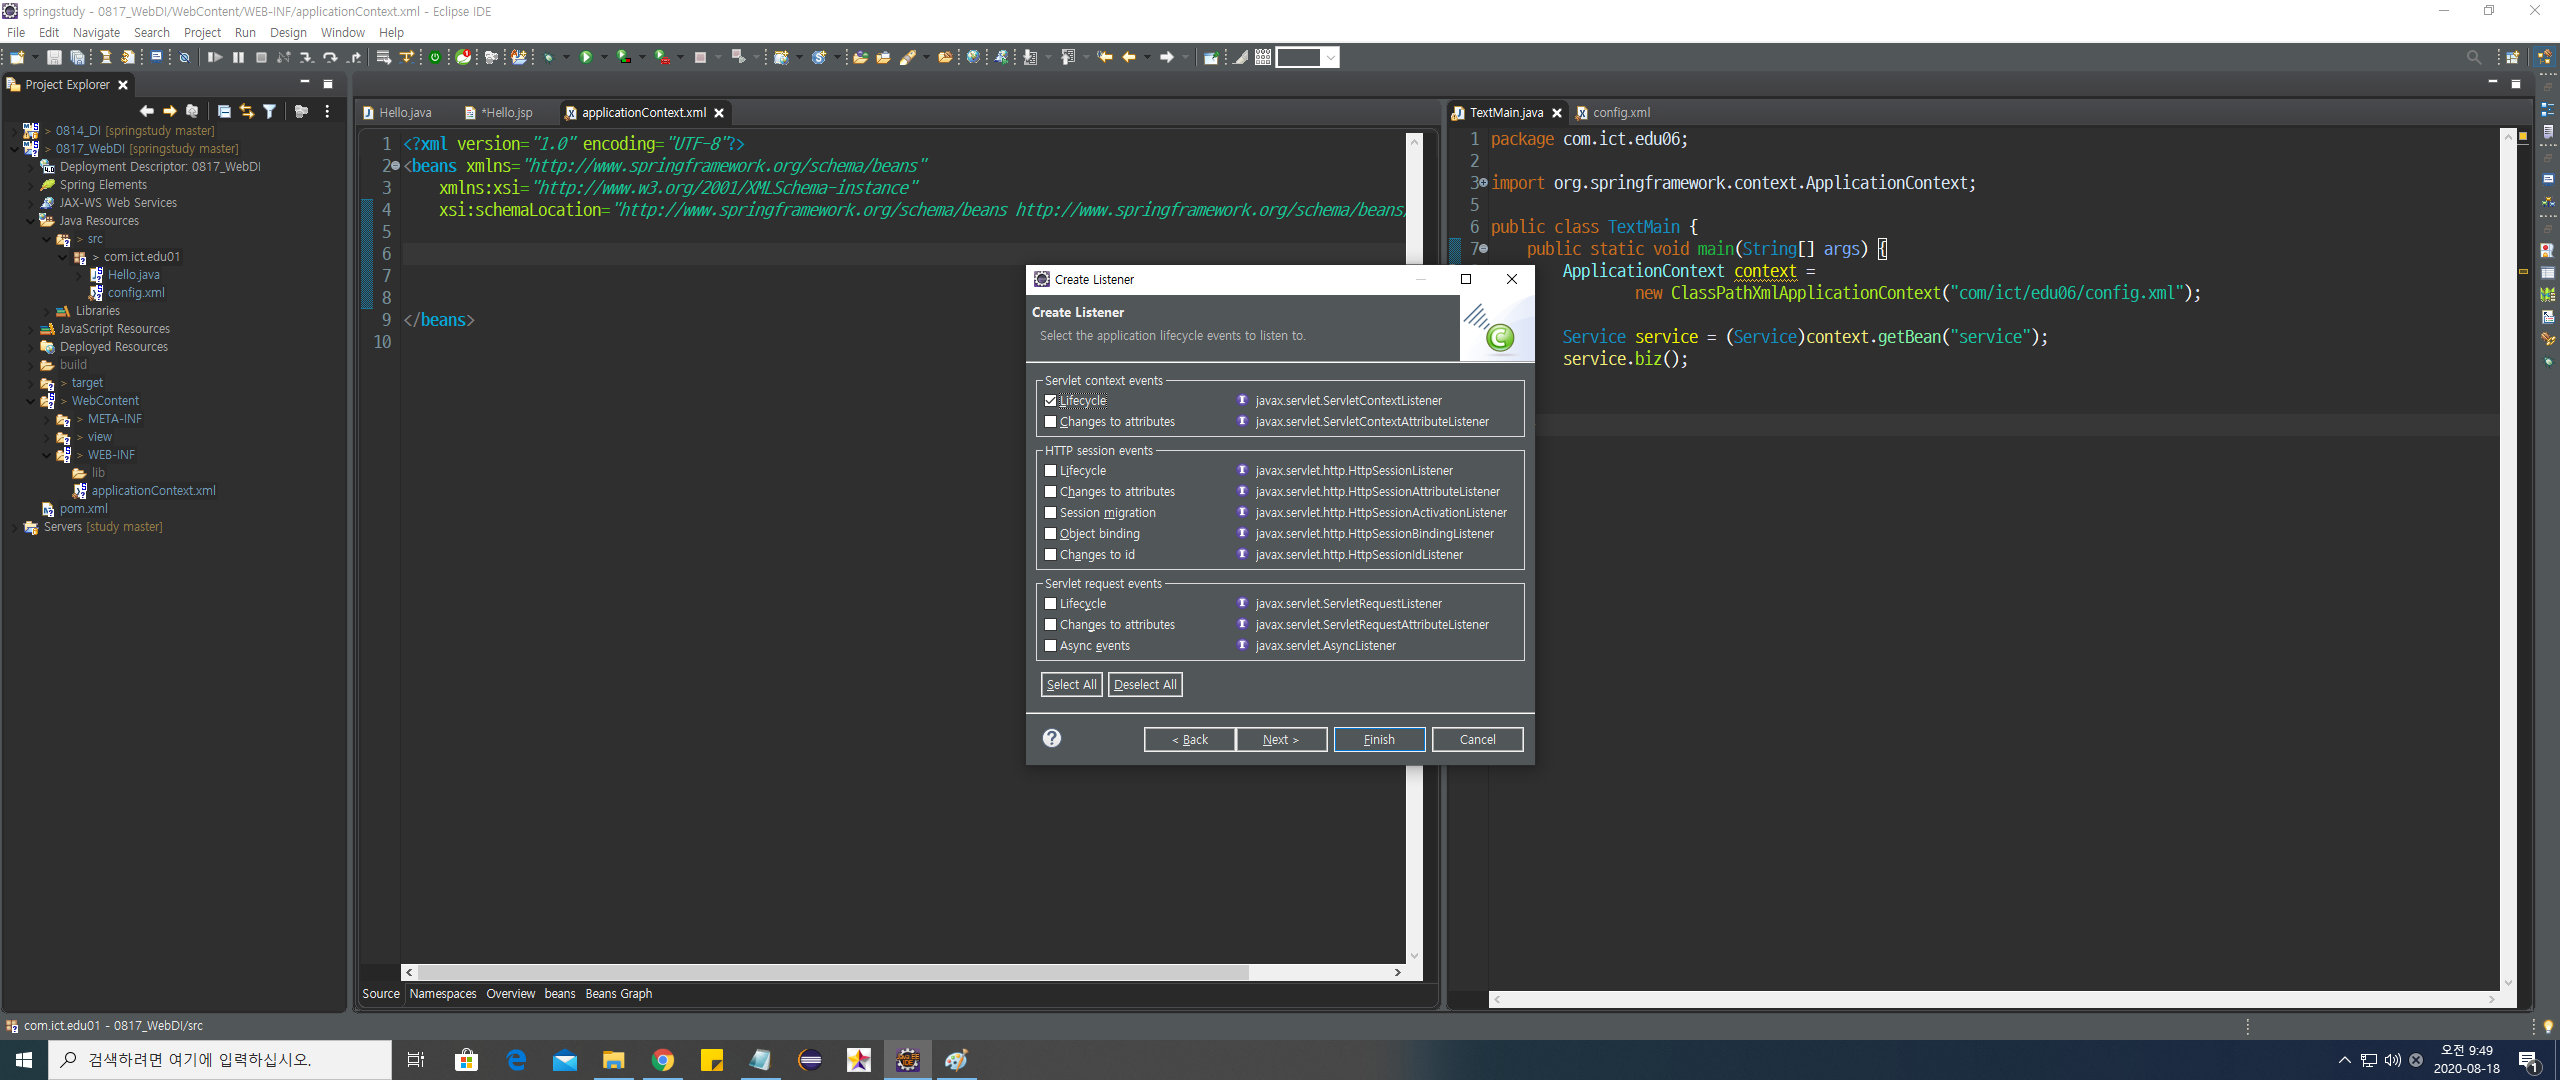 springstudy - 0817_WebDI/WebContent/WEB-INF/applicationContext.xml - Eclipse IDE
File Edit Navigate Search Project Run Design Window Help
Project Explorer
> 0814_DI [springstudy master]
> 0817_WebDI [springstudy master]
Deployment Descriptor: 0817_WebDI
Spring Elements
JAX-WS Web Services
Java Resources
> src
> com.ict.edu01
Hello.java
config.xml
Libraries
JavaScript Resources
Deployed Resources
build
> target
> WebContent
> META-INF
> view
> WEB-INF
lib
applicationContext.xml
pom.xml
Servers [study master]
Hello.java *Hello.jsp applicationContext.xml
1 <?xml version="1.0" encoding="UTF-8"?>
2 <beans xmlns="http://www.springframework.org/schema/beans"
3 xmlns:xsi="http://www.w3.org/2001/XMLSchema-instance"
4 xsi:schemaLocation="http://www.springframework.org/schema/beans http://www.springframework.org/schema/beans/
5
6
7
8
9 </beans>
10
Source Namespaces Overview beans Beans Graph
TextMain.java config.xml
1 package com.ict.edu06;
2
3 import org.springframework.context.ApplicationContext;
5
6 public class TextMain {
7 public static void main(String[] args) {
ApplicationContext context =
new ClassPathXmlApplicationContext("com/ict/edu06/config.xml");
Service service = (Service)context.getBean("service");
service.biz();
Create Listener
Create Listener
Select the application lifecycle events to listen to.
Servlet context events
Lifecycle javax.servlet.ServletContextListener
Changes to attributes javax.servlet.ServletContextAttributeListener
HTTP session events
Lifecycle javax.servlet.http.HttpSessionListener
Changes to attributes javax.servlet.http.HttpSessionAttributeListener
Session migration javax.servlet.http.HttpSessionActivationListener
Object binding javax.servlet.http.HttpSessionBindingListener
Changes to id javax.servlet.http.HttpSessionIdListener
Servlet request events
Lifecycle javax.servlet.ServletRequestListener
Changes to attributes javax.servlet.ServletRequestAttributeListener
Async events javax.servlet.AsyncListener
Select All Deselect All
< Back Next > Finish Cancel
com.ict.edu01 - 0817_WebDI/src
검색하려면 여기에 입력하십시오.
오전 9:49
2020-08-18
1